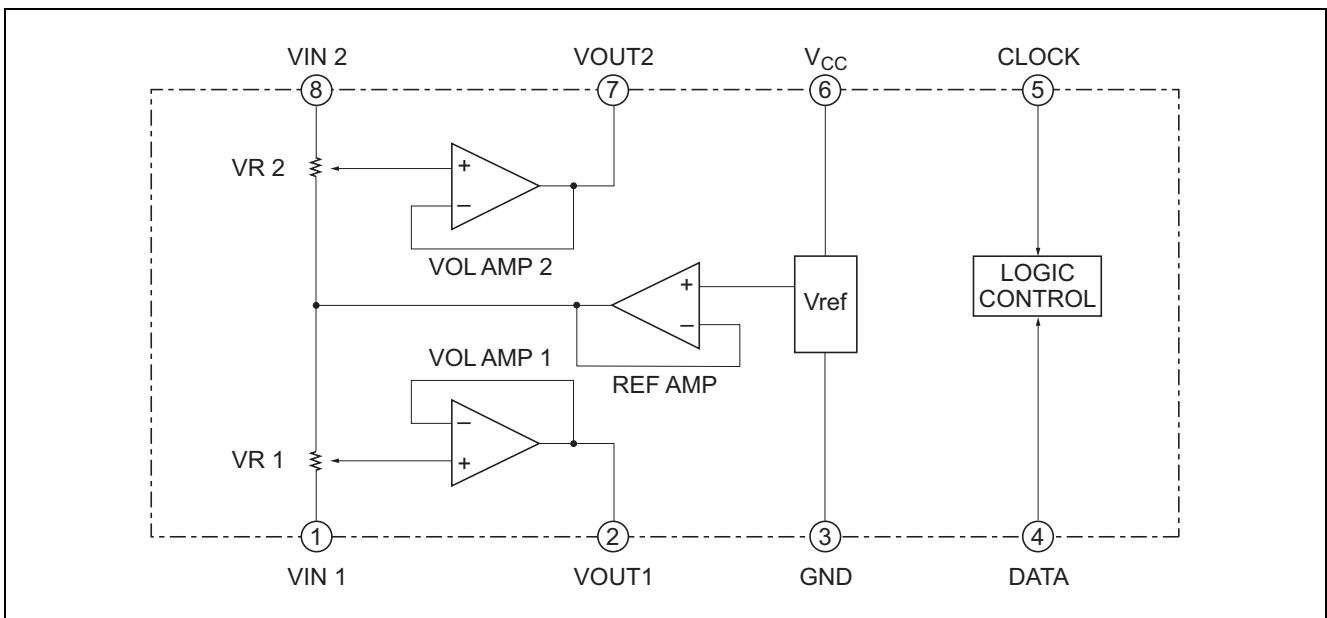 VIN 2 VOUT2 VCC CLOCK
8 7 6 5
VR 2
+
−
VOL AMP 2
LOGIC
CONTROL
+
Vref
−
VOL AMP 1
REF AMP
−
VR 1
+
1 2 3 4
VIN 1 VOUT1 GND DATA